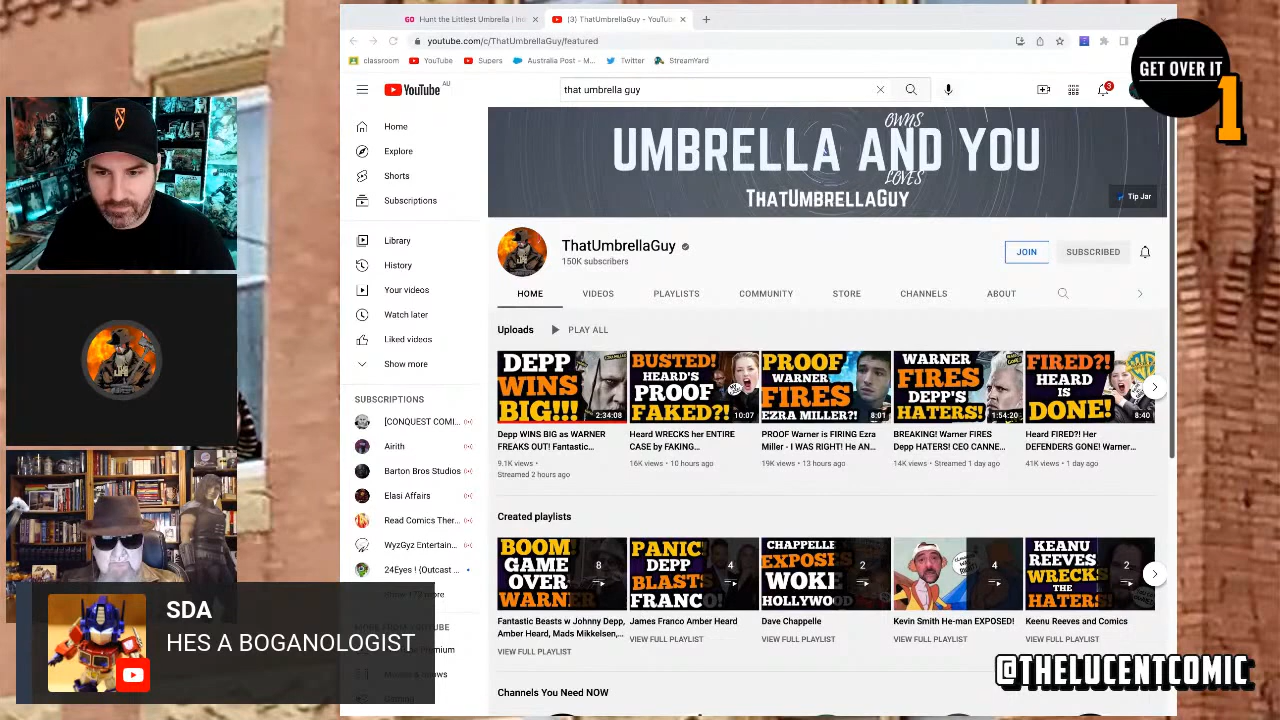 Hunt the Littlest Umbrella | In
(3) ThatUmbrellaGuy - YouTube
youtube.com/c/ThatUmbrellaGuy/featured
classroom
YouTube
Supers
Australia Post - M...
Twitter
StreamYard
GET OVER IT
1
YouTube
AU
that umbrella guy
3
Home
Explore
Shorts
Subscriptions
Library
History
Your videos
Watch later
Liked videos
Show more
SUBSCRIPTIONS
[CONQUEST COMI...
Airith
Barton Bros Studios
Elasi Affairs
Read Comics Ther...
WyzGyz Entertain...
24Eyes ! {Outcast ...
OWNS
UMBRELLA AND YOU
LOVES
THATUMBRELLAGUY
Tip Jar
ThatUmbrellaGuy
150K subscribers
JOIN
SUBSCRIBED
HOME
VIDEOS
PLAYLISTS
COMMUNITY
STORE
CHANNELS
ABOUT
Uploads
PLAY ALL
DEPP
WINS
BIG!!!
2:34:08
Depp WINS BIG as WARNER
FREAKS OUT! Fantastic...
9.1K views •
Streamed 2 hours ago
BUSTED!
HEARD'S
PROOF
FAKED?!
10:07
Heard WRECKS her ENTIRE
CASE by FAKING...
16K views • 10 hours ago
PROOF
WARNER
FIRES
EZRA MILLER?!
8:01
PROOF Warner is FIRING Ezra
Miller - I WAS RIGHT! He AN...
19K views • 13 hours ago
WARNER
FIRES
DEPP'S
HATERS!
1:54:20
BREAKING! Warner FIRES
Depp HATERS! CEO CANNE...
14K views • Streamed 1 day ago
FIRED?!
HEARD
IS
DONE!
8:40
Heard FIRED?! Her
DEFENDERS GONE! Warner...
41K views • 1 day ago
Created playlists
BOOM
GAME
OVER
WARNER
8
Fantastic Beasts w Johnny Depp,
Amber Heard, Mads Mikkelsen,...
VIEW FULL PLAYLIST
PANIC
DEPP
BLASTS
FRANCO!
4
James Franco Amber Heard
VIEW FULL PLAYLIST
CHAPPELLE
EXPOSES
WOKE
HOLLYWOOD
2
Dave Chappelle
VIEW FULL PLAYLIST
4
Kevin Smith He-man EXPOSED!
VIEW FULL PLAYLIST
KEANU
REEVES
WRECKS
THE
HATERS!
2
Keenu Reeves and Comics
VIEW FULL PLAYLIST
Channels You Need NOW
SDA
HES A BOGANOLOGIST
@THELUCENTCOMIC